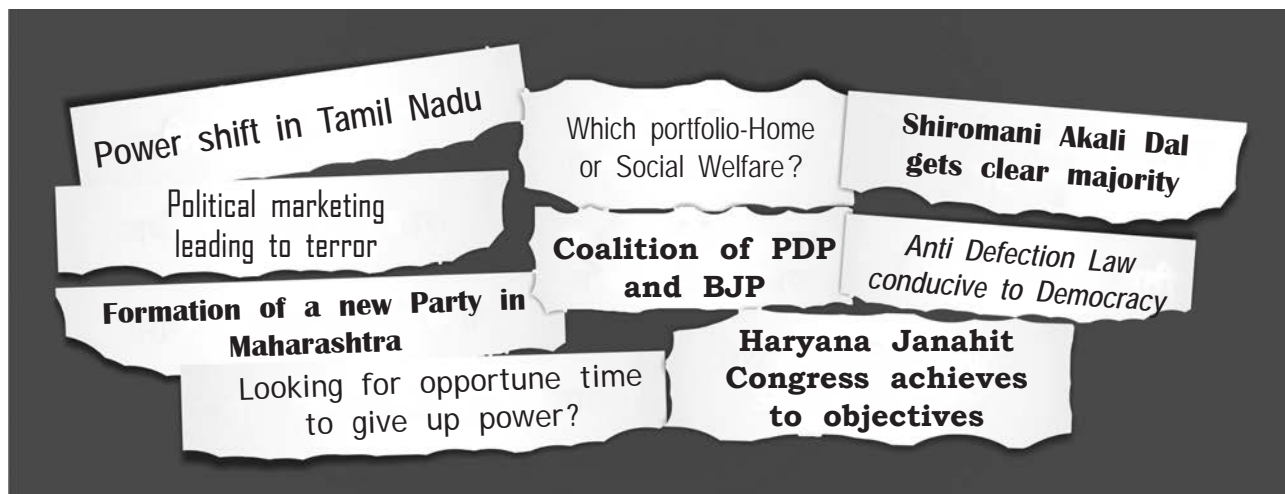 Power shift in Tamil Nadu
Which portfolio-Home
or Social Welfare?
Shiromani Akali Dal
gets clear majority
Political marketing
leading to terror
Coalition of PDP
and BJP
Anti Defection Law
conducive to Democracy
Formation of a new Party in
Maharashtra
Haryana Janahit
Congress achieves
to objectives
Looking for opportune time
to give up power?